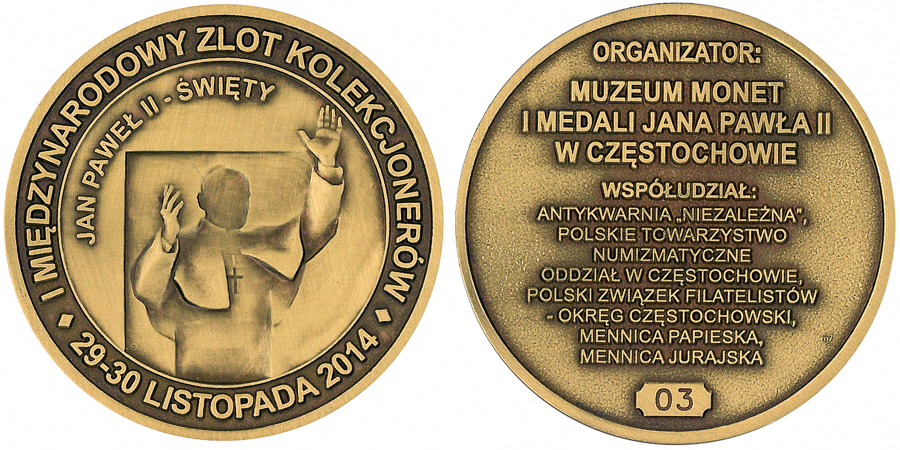 I MIĘDZYNARODOWY ZLOT KOLEKCJONERÓW
JAN PAWEŁ II - ŚWIĘTY
29-30 LISTOPADA 2014
ORGANIZATOR:
MUZEUM MONET
I MEDALI JANA PAWŁA II
W CZĘSTOCHOWIE
WSPÓŁUDZIAŁ:
ANTYKWARNIA „NIEZALEŻNA",
POLSKIE TOWARZYSTWO
NUMIZMATYCZNE
ODDZIAŁ W CZĘSTOCHOWIE,
POLSKI ZWIĄZEK FILATELISTÓW
- OKRĘG CZĘSTOCHOWSKI,
MENNICA PAPIESKA,
MENNICA JURAJSKA
03